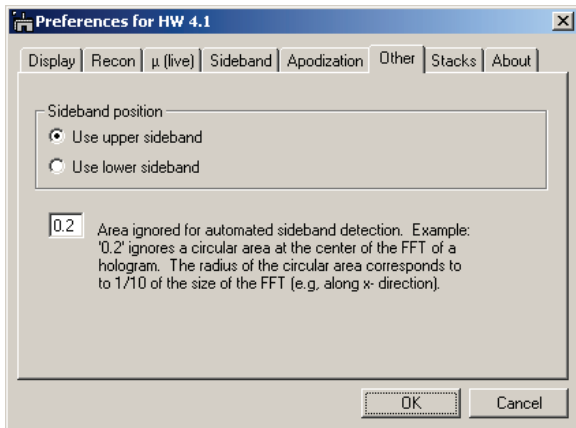 Preferences for HW 4.1
Display Recon µ (live) Sideband Apodization Other Stacks About
Sideband position
Use upper sideband
Use lower sideband
0.2 Area ignored for automated sideband detection. Example:
'0.2' ignores a circular area at the center of the FFT of a
hologram. The radius of the circular area corresponds to
to 1/10 of the size of the FFT (e.g, along x- direction).
OK Cancel